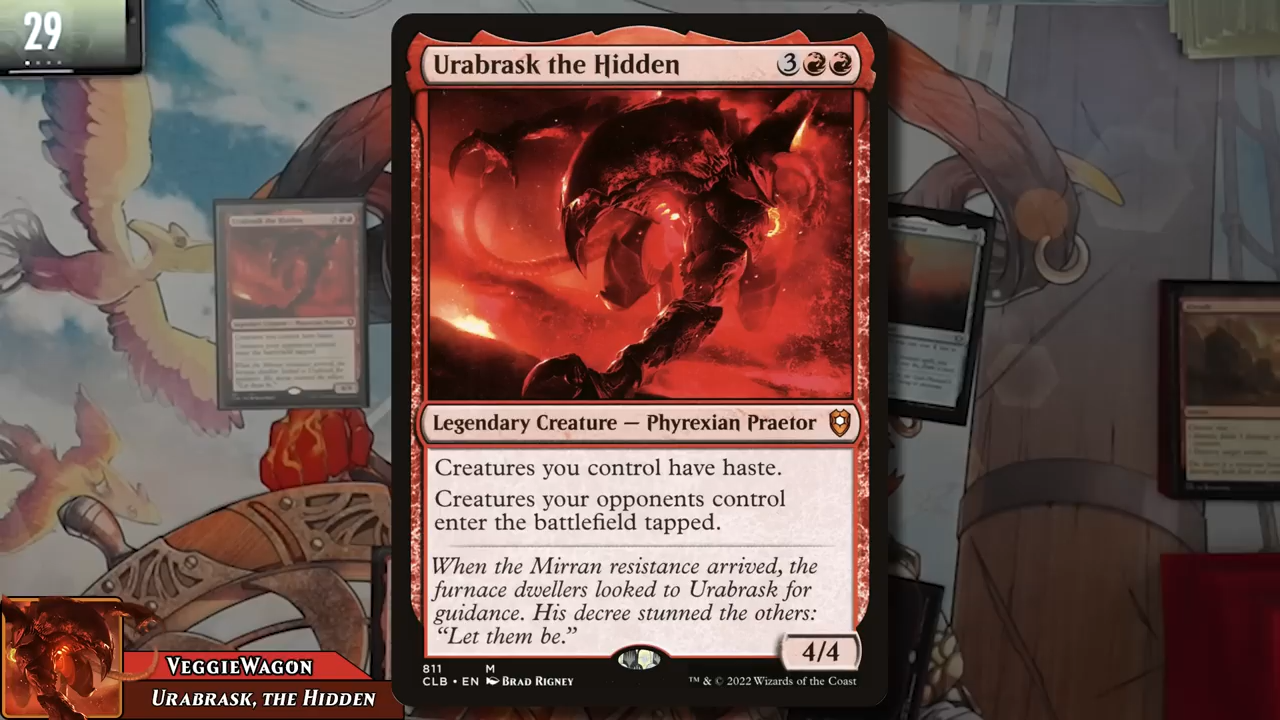 29
Urabrask the Hidden 3
Legendary Creature — Phyrexian Praetor
Creatures you control have haste.
Creatures your opponents control
enter the battlefield tapped.
When the Mirran resistance arrived, the
furnace dwellers looked to Urabrask for
guidance. His decree stunned the others:
“Let them be.”
4/4
811 M
CLB • EN Brad Rigney
™ & © 2022 Wizards of the Coast
VeggieWagon
Urabrask, the Hidden